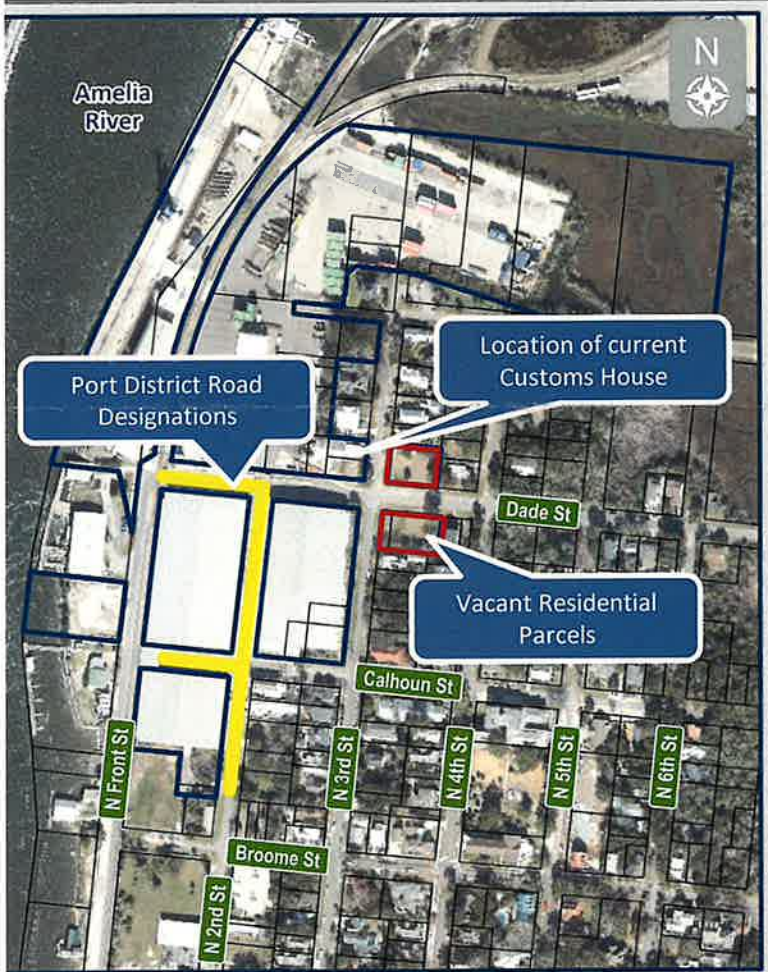 N
Amelia
River
Location of current
Customs House
Port District Road
Designations
Dade St
Vacant Residential
Parcels
Calhoun St
N Front St
N 3rd St
N 4th St
N 5th St
N 6th St
Broome St
N 2nd St